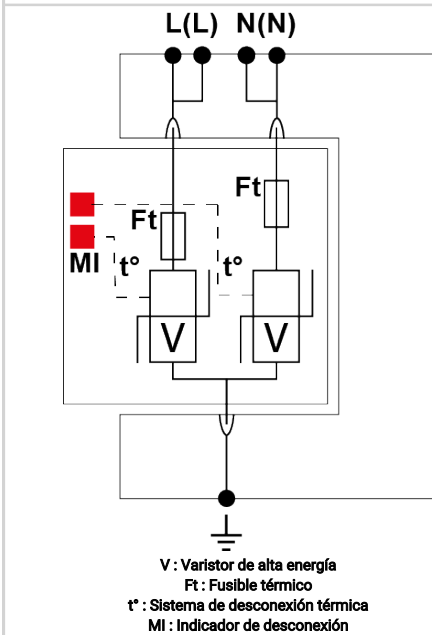 L(L) N(N)
Ft
Ft
MI
t°
t°
V
V
V : Varistor de alta energía
Ft : Fusible térmico
t° : Sistema de desconexión térmica
MI : Indicador de desconexión